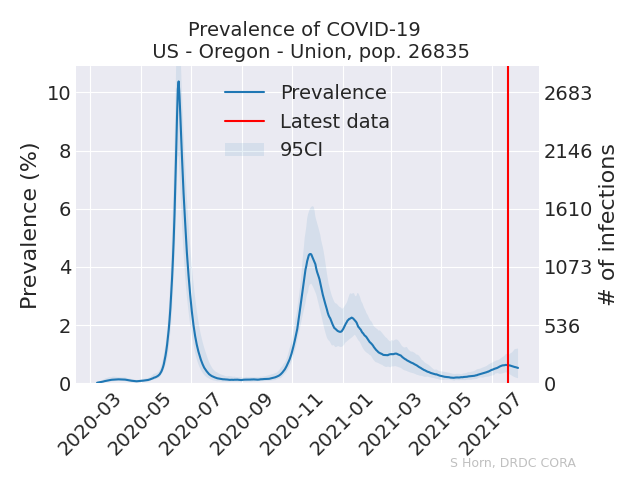 Prevalence of COVID-19
US - Oregon - Union, pop. 26835
Prevalence
Latest data
95CI
Prevalence (%)
10
8
6
4
2
0
2683
2146
1610
1073
536
0
# of infections
2020-03
2020-05
2020-07
2020-09
2020-11
2021-01
2021-03
2021-05
2021-07
S Horn, DRDC CORA